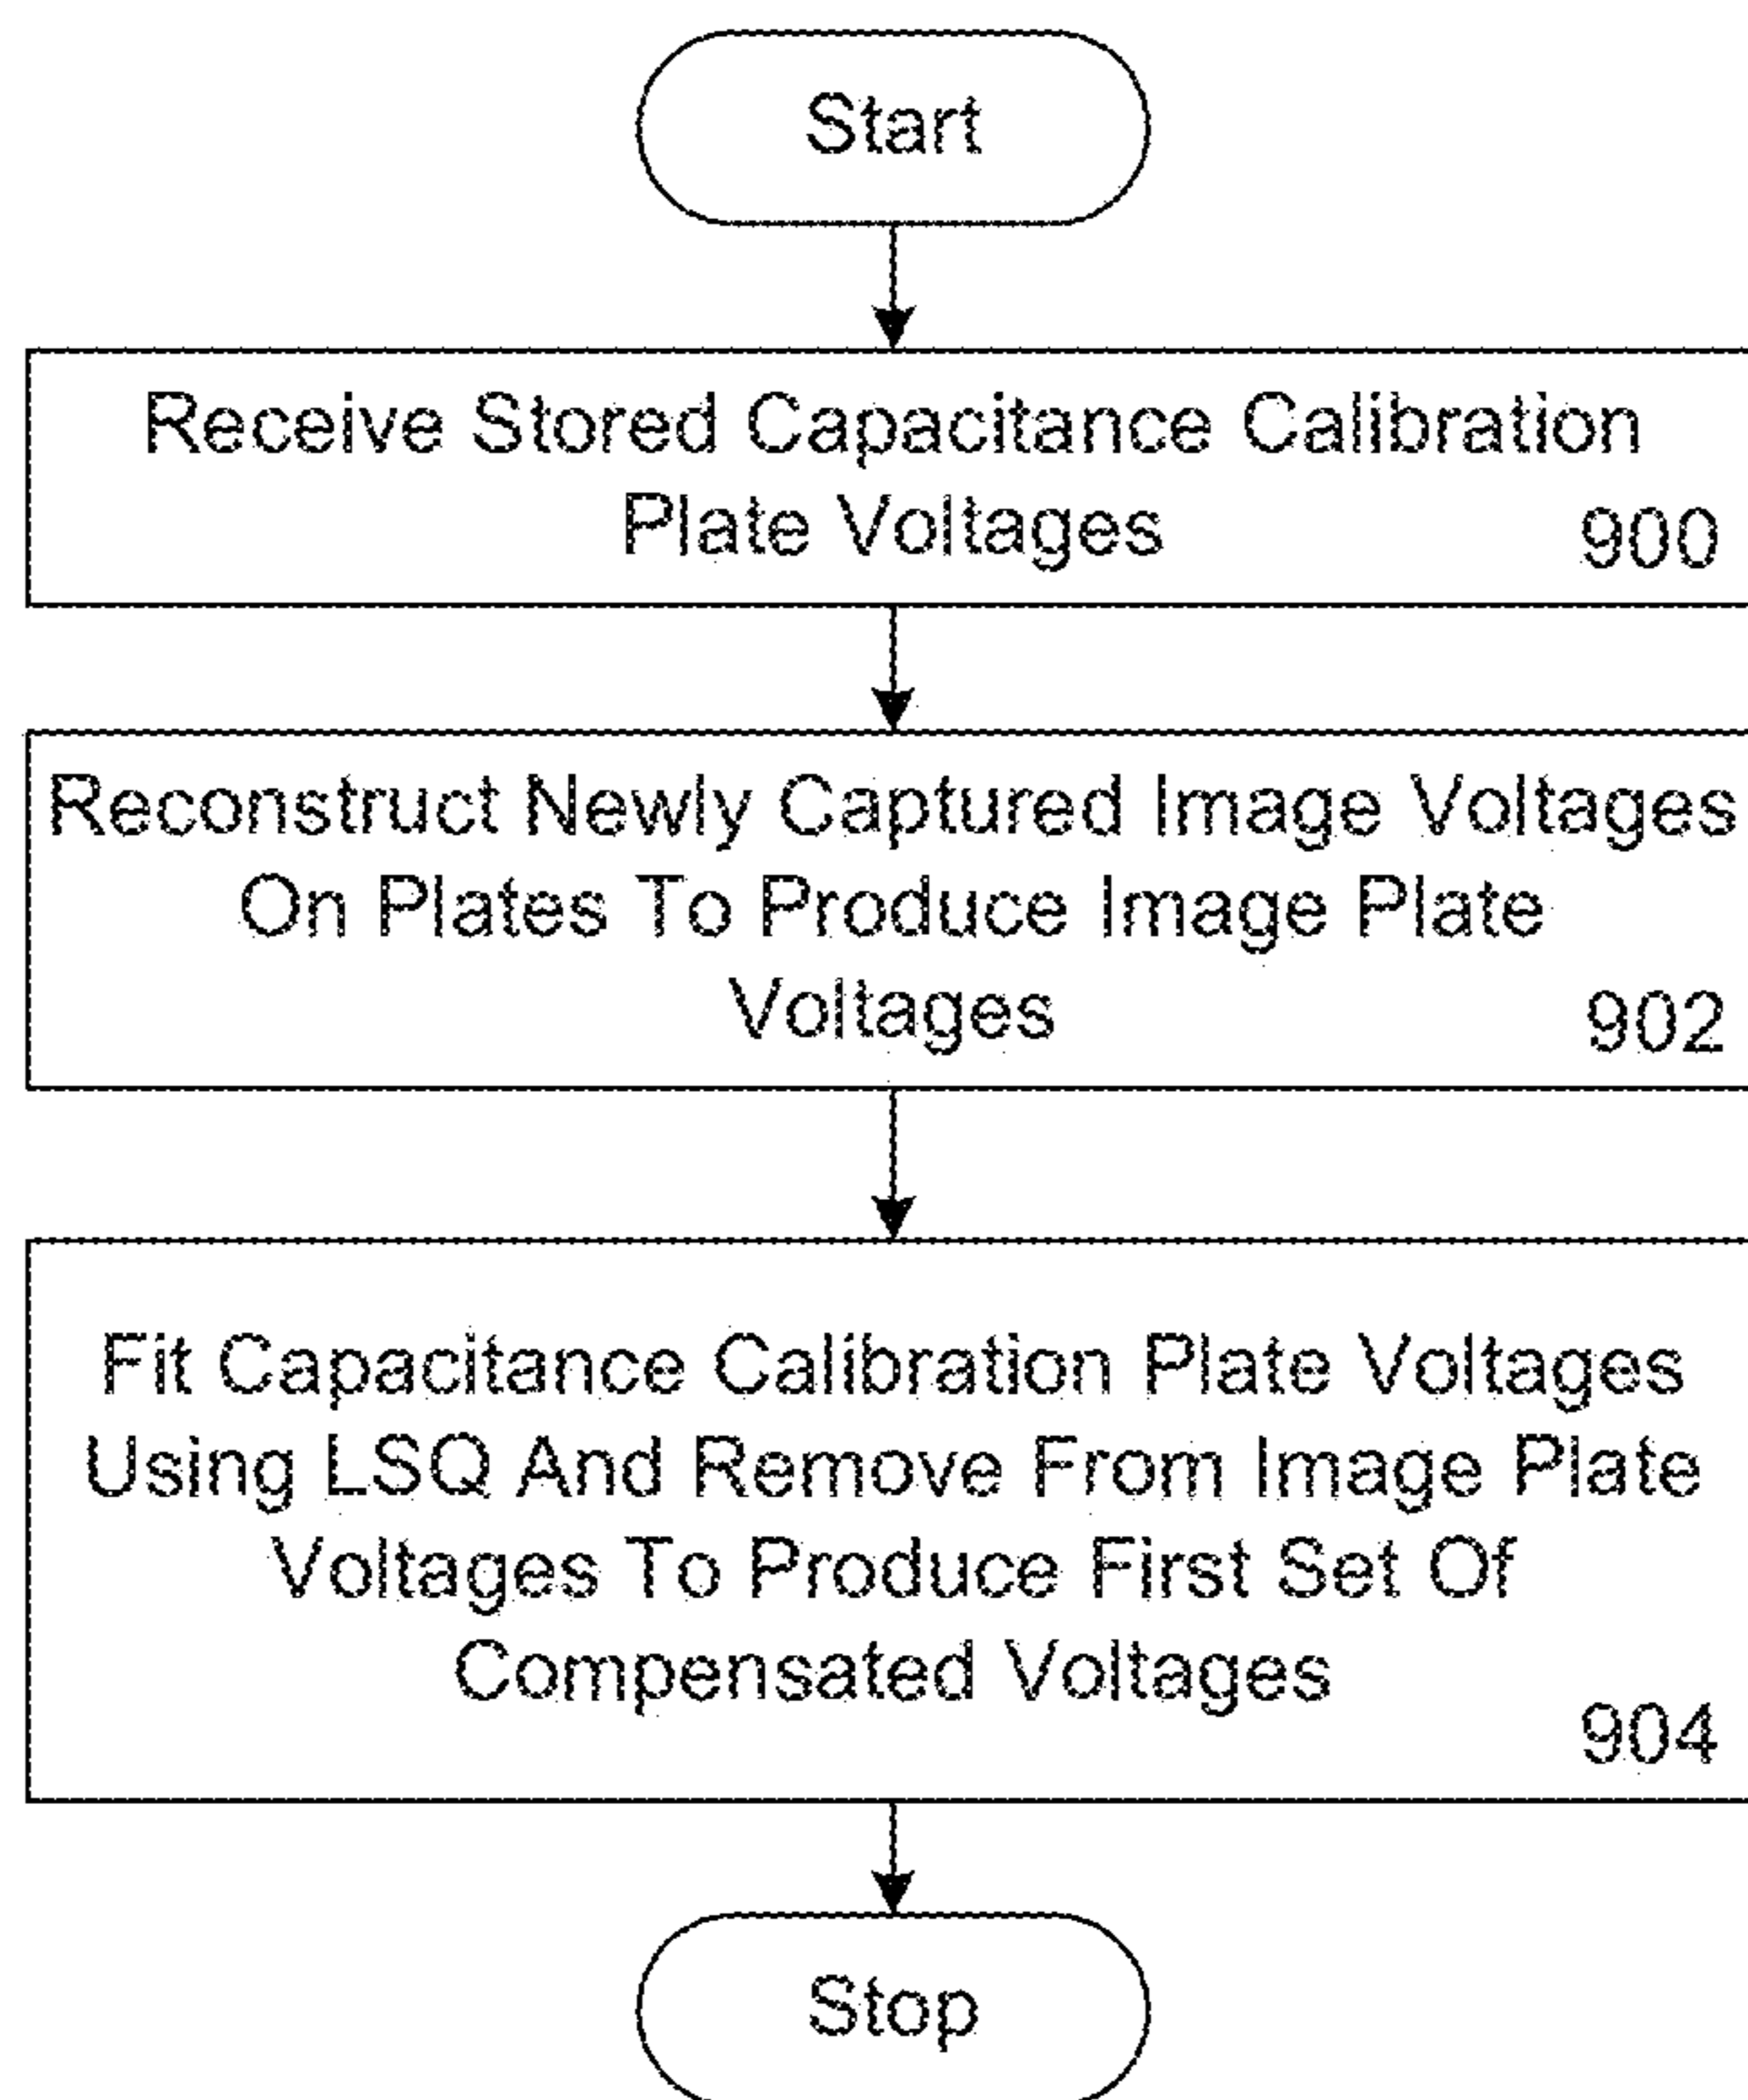 Start
Receive Stored Capacitance Calibration
Plate Voltages
900
Reconstruct Newly Captured Image Voltages
On Plates To Produce Image Plate
Voltages
902
Fit Capacitance Calibration Plate Voltages
Using LSQ And Remove From Image Plate
Voltages To Produce First Set Of
Compensated Voltages
904
Stop